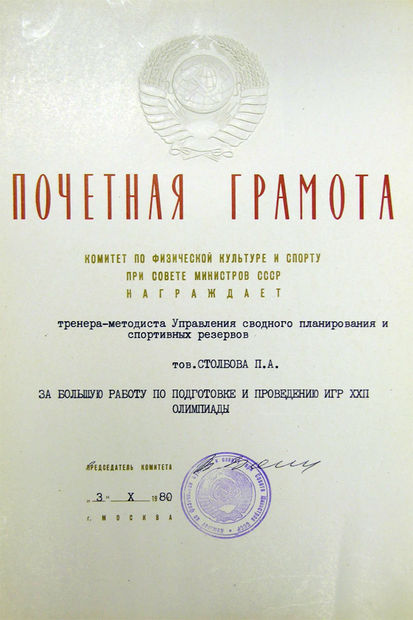 ПОЧЕТНАЯ ГРАМОТА
КОМИТЕТ ПО ФИЗИЧЕСКОЙ КУЛЬТУРЕ И СПОРТУ
ПРИ СОВЕТЕ МИНИСТРОВ СССР
НАГРАЖДАЕТ
тренера-методиста Управления сводного планирования и
спортивных резервов
тов.СТОЛБОВА П.А.
ЗА БОЛЬШУЮ РАБОТУ ПО ПОДГОТОВКЕ И ПРОВЕДЕНИЮ ИГР ХХП
ОЛИМПИАДЫ
ПРЕДСЕДАТЕЛЬ КОМИТЕТА
„3" X 1980
г. МОСКВА